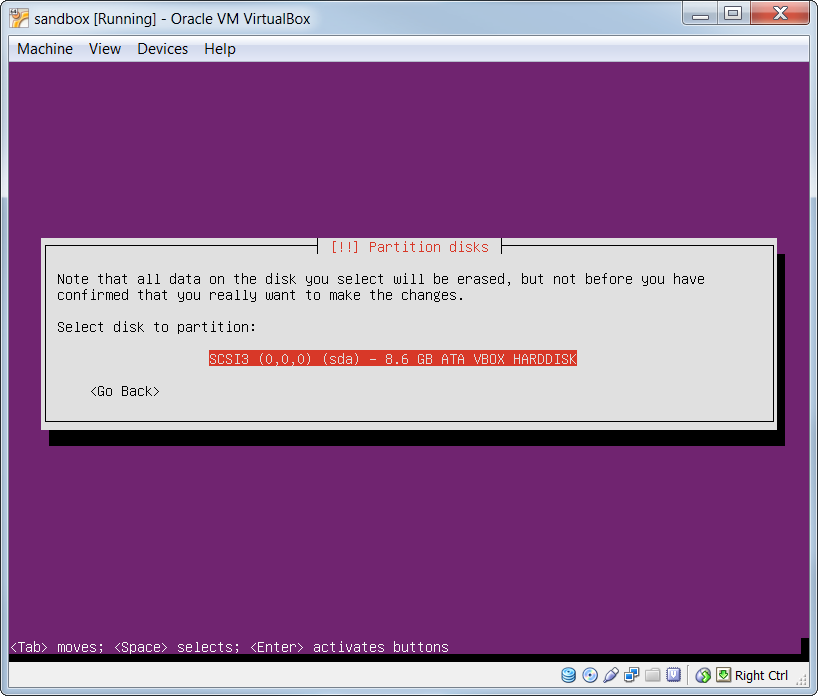 sandbox [Running] - Oracle VM VirtualBox
Machine View Devices Help
[!!] Partition disks
Note that all data on the disk you select will be erased, but not before you have
confirmed that you really want to make the changes.
Select disk to partition:
SCSI3 (0,0,0) (sda) - 8.6 GB ATA VBOX HARDDISK
<Go Back>
<Tab> moves; <Space> selects; <Enter> activates buttons
Right Ctrl